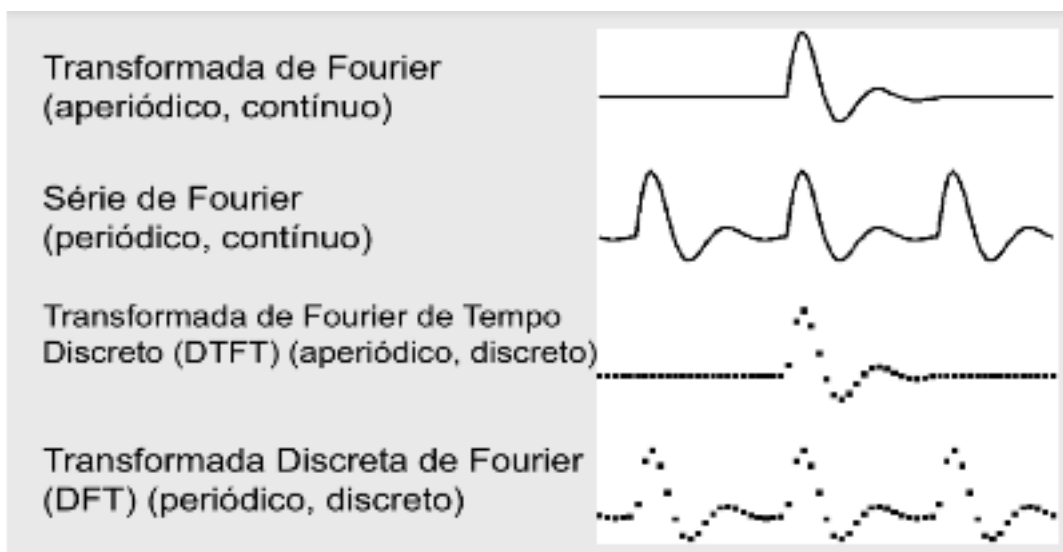 Transformada de Fourier
(aperiódico, contínuo)
Série de Fourier
(periódico, contínuo)
Transformada de Fourier de Tempo
Discreto (DTFT) (aperiódico, discreto)
Transformada Discreta de Fourier
(DFT) (periódico, discreto)